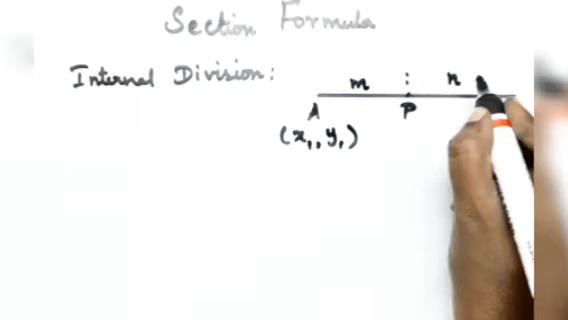 Section Formula
Internal Division:
m : n
A P
(x₁, y₁)